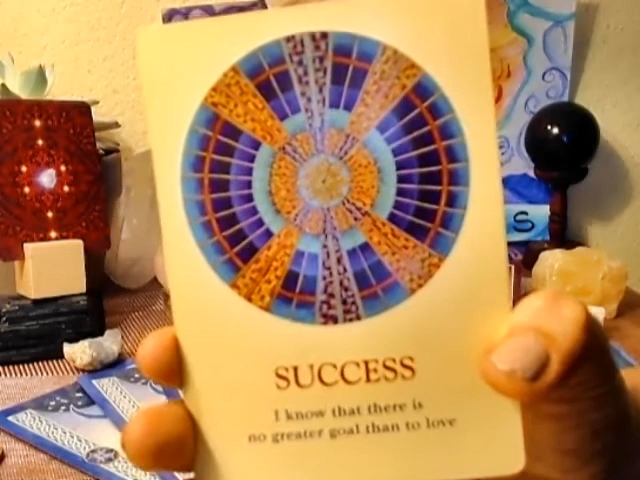 S
SUCCESS
I know that there is
no greater goal than to love